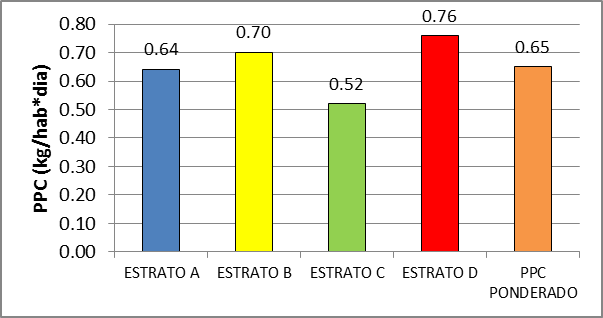 PPC (kg/hab*dia)
0.80
0.70
0.60
0.50
0.40
0.30
0.20
0.10
0.00
0.64
0.70
0.52
0.76
0.65
ESTRATO A
ESTRATO B
ESTRATO C
ESTRATO D
PPC
PONDERADO